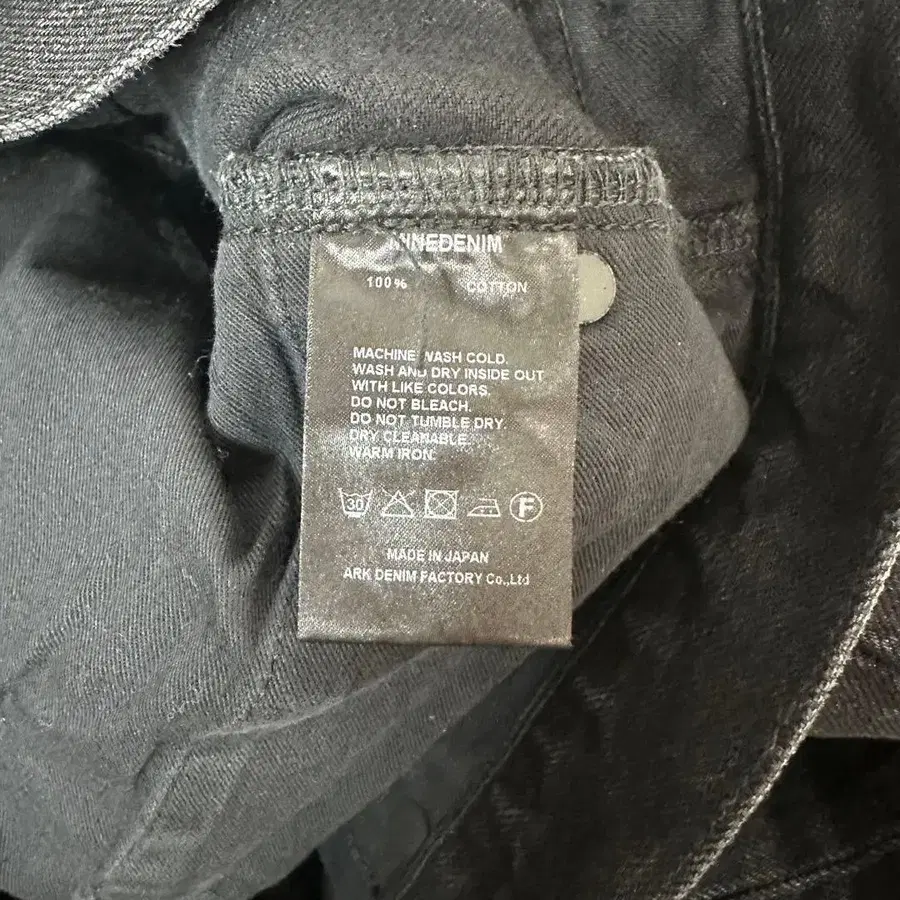 MINEDENIM
100% COTTON
MACHINE WASH COLD.
WASH AND DRY INSIDE OUT
WITH LIKE COLORS.
DO NOT BLEACH.
DO NOT TUMBLE DRY.
DRY CLEANABLE.
WARM IRON.
30 F
MADE IN JAPAN
ARK DENIM FACTORY Co.,Ltd